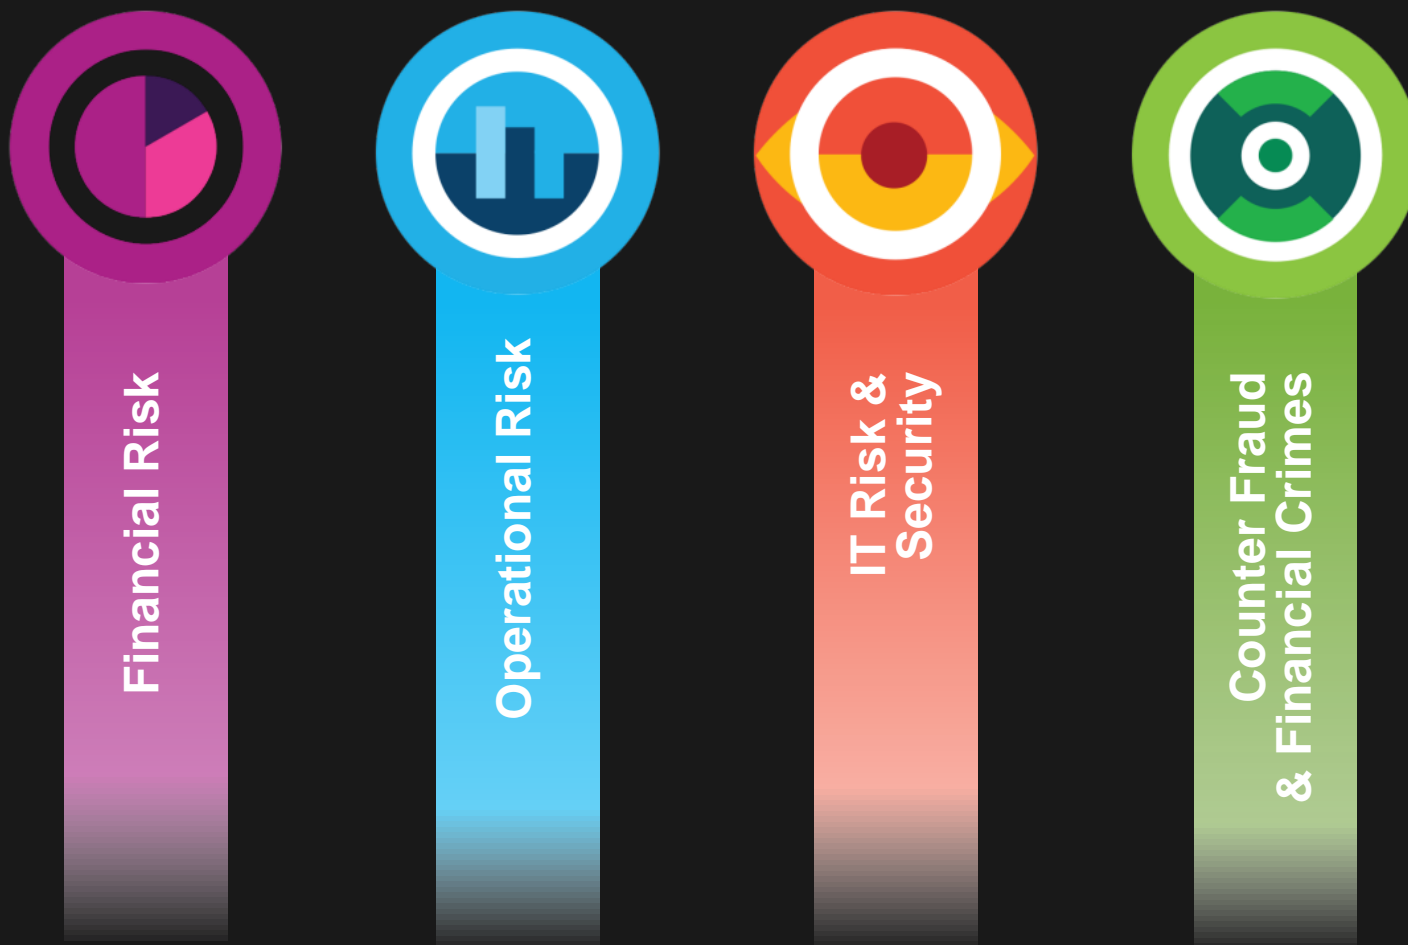 Financial Risk
Operational Risk
IT Risk &
Security
Counter Fraud
& Financial Crimes